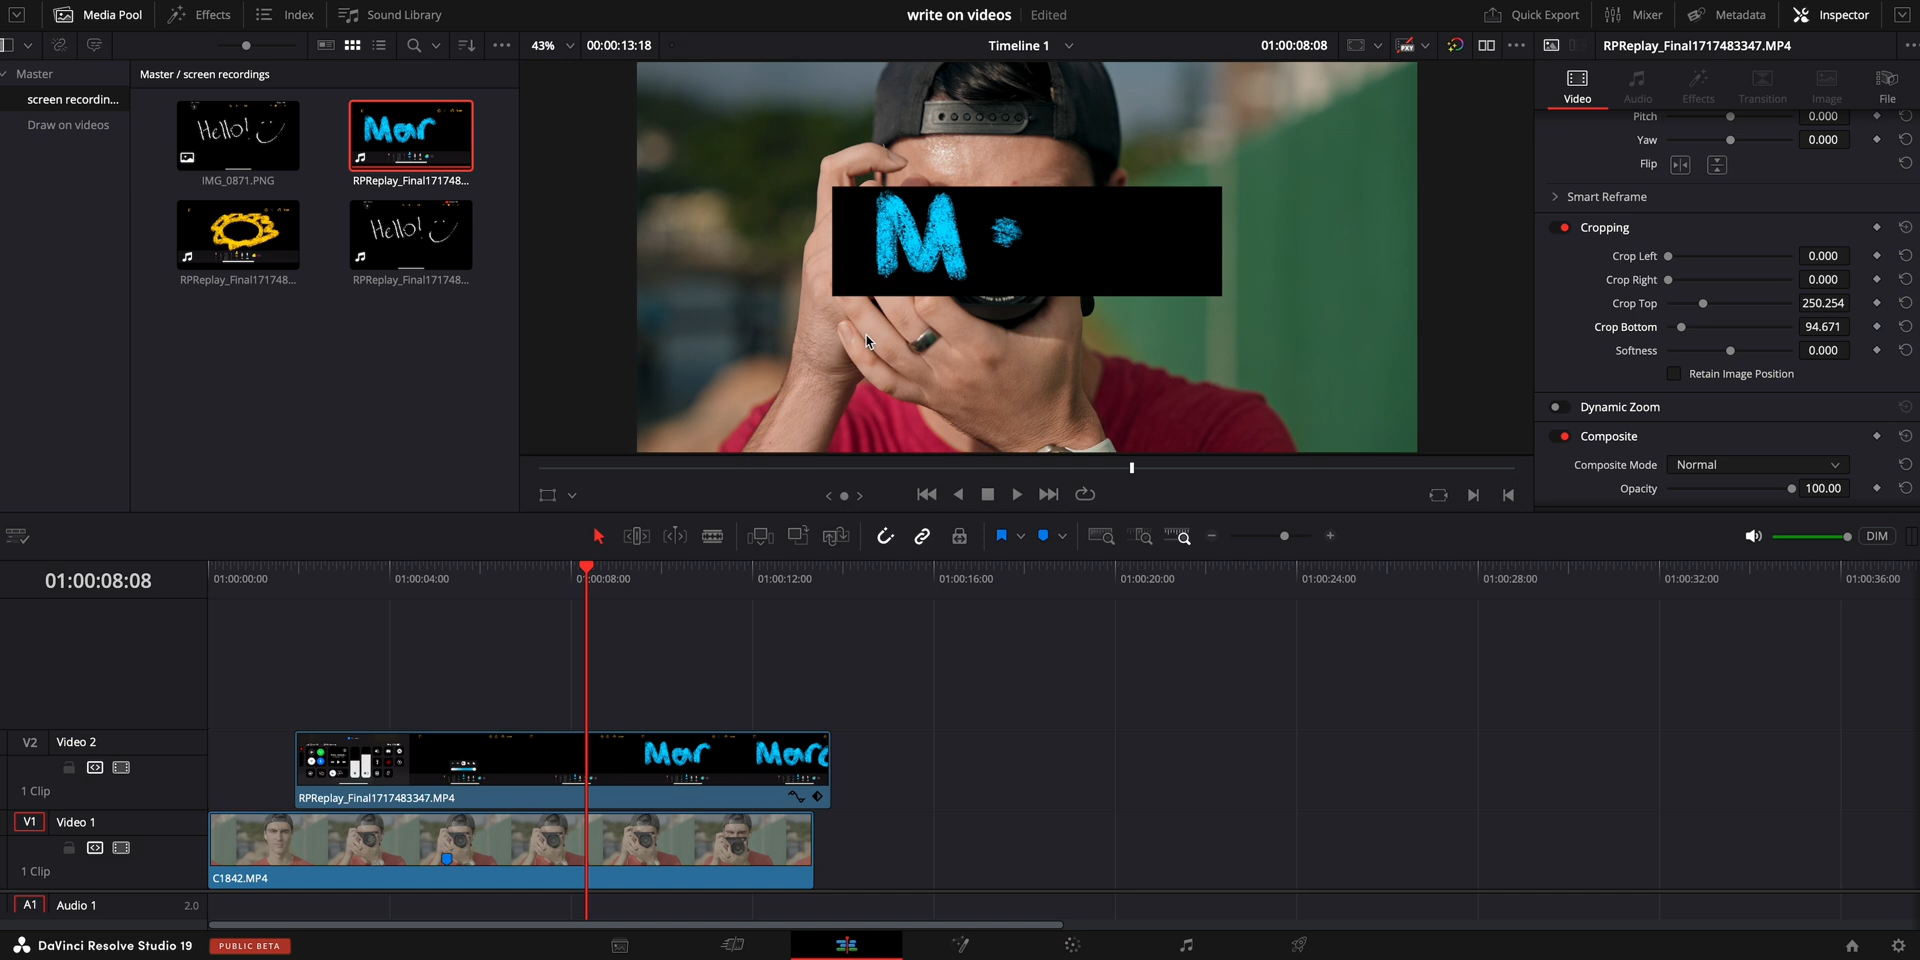 Media Pool
Effects
Index
Sound Library
write on videos
Edited
Quick Export
Mixer
Metadata
Inspector
43%
00:00:13:18
Timeline 1
01:00:08:08
RPReplay_Final1717483347.MP4
Master
screen recordin...
Draw on videos
Master / screen recordings
Hello!
IMG_0871.PNG
Mar
RPReplay_Final171748...
RPReplay_Final171748...
Hello!
RPReplay_Final171748...
M
Video
Audio
Effects
Transition
Image
File
Pitch 0.000
Yaw 0.000
Flip
Smart Reframe
Cropping
Crop Left 0.000
Crop Right 0.000
Crop Top 250.254
Crop Bottom 94.671
Softness 0.000
Retain Image Position
Dynamic Zoom
Composite
Composite Mode Normal
Opacity 100.00
DIM
01:00:08:08
01:00:00:00
01:00:04:00
01:00:08:00
01:00:12:00
01:00:16:00
01:00:20:00
01:00:24:00
01:00:28:00
01:00:32:00
01:00:36:00
V2 Video 2
1 Clip
Mar
Marc
RPReplay_Final1717483347.MP4
V1 Video 1
1 Clip
C1842.MP4
A1 Audio 1 2.0
DaVinci Resolve Studio 19
PUBLIC BETA